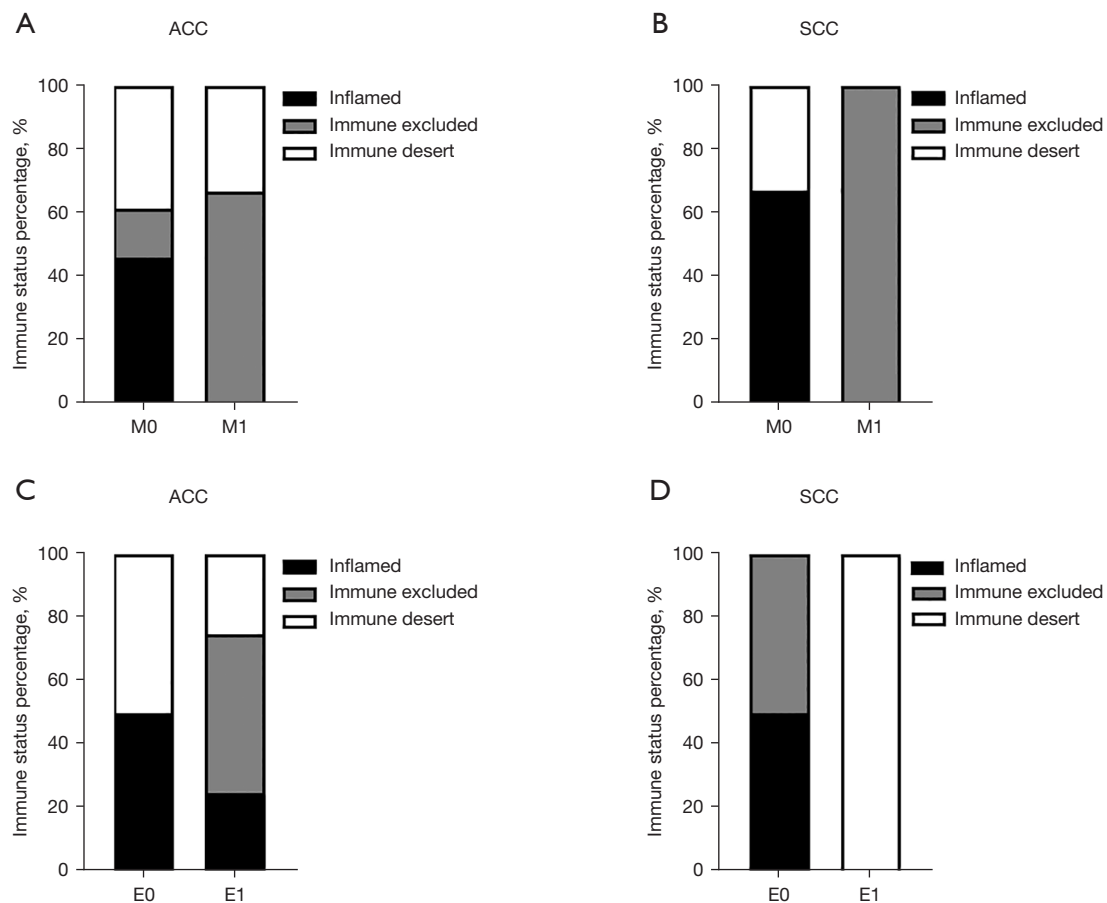 A
ACC
Immune status percentage, %
100
80
60
40
20
0
M0 M1
Inflamed
Immune excluded
Immune desert
B
SCC
Immune status percentage, %
100
80
60
40
20
0
M0 M1
Inflamed
Immune excluded
Immune desert
C
ACC
Immune status percentage, %
100
80
60
40
20
0
E0 E1
Inflamed
Immune excluded
Immune desert
D
SCC
Immune status percentage, %
100
80
60
40
20
0
E0 E1
Inflamed
Immune excluded
Immune desert